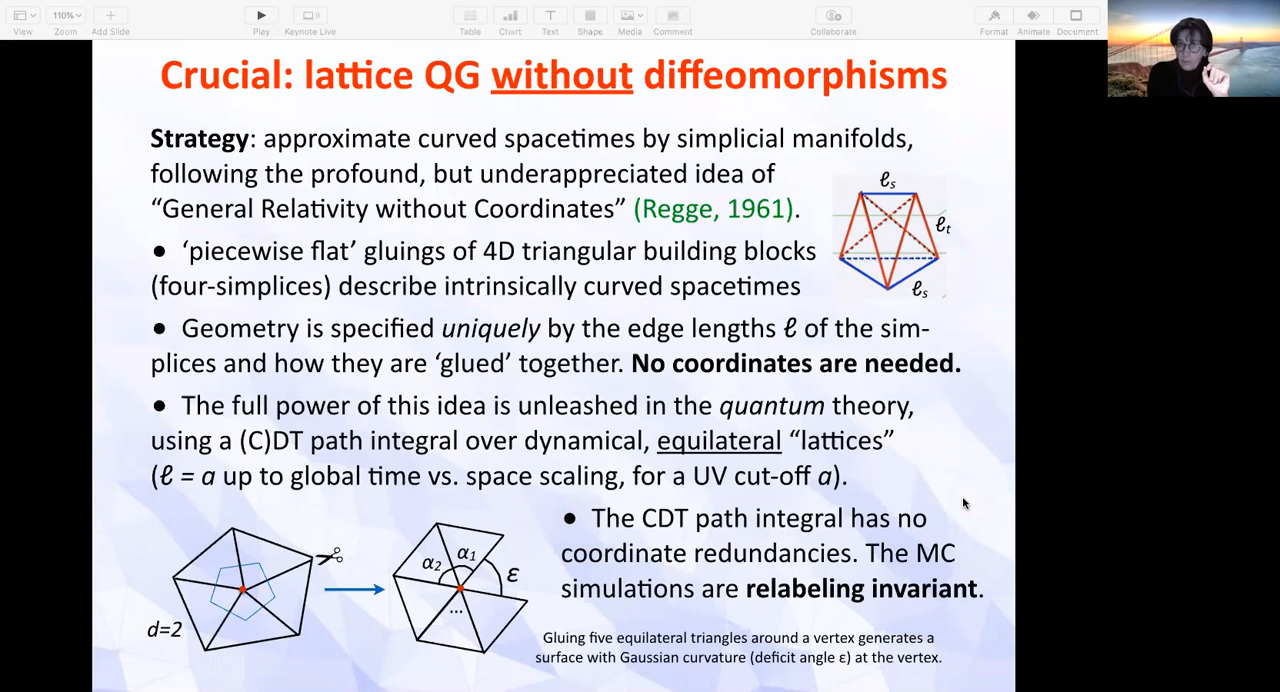 110%
View
Zoom
Add Slide
Play
Keynote Live
Table
Chart
Text
Shape
Media
Comment
Collaborate
Format
Animate
Document
Crucial: lattice QG without diffeomorphisms
Strategy: approximate curved spacetimes by simplicial manifolds,
following the profound, but underappreciated idea of
“General Relativity without Coordinates” (Regge, 1961).
ℓs
ℓt
ℓs
● ‘piecewise flat’ gluings of 4D triangular building blocks
(four-simplices) describe intrinsically curved spacetimes
● Geometry is specified uniquely by the edge lengths ℓ of the sim-
plices and how they are ‘glued’ together. No coordinates are needed.
● The full power of this idea is unleashed in the quantum theory,
using a (C)DT path integral over dynamical, equilateral “lattices”
(ℓ = a up to global time vs. space scaling, for a UV cut-off a).
● The CDT path integral has no
coordinate redundancies. The MC
simulations are relabeling invariant.
d=2
α2
α1
ε
...
Gluing five equilateral triangles around a vertex generates a
surface with Gaussian curvature (deficit angle ε) at the vertex.